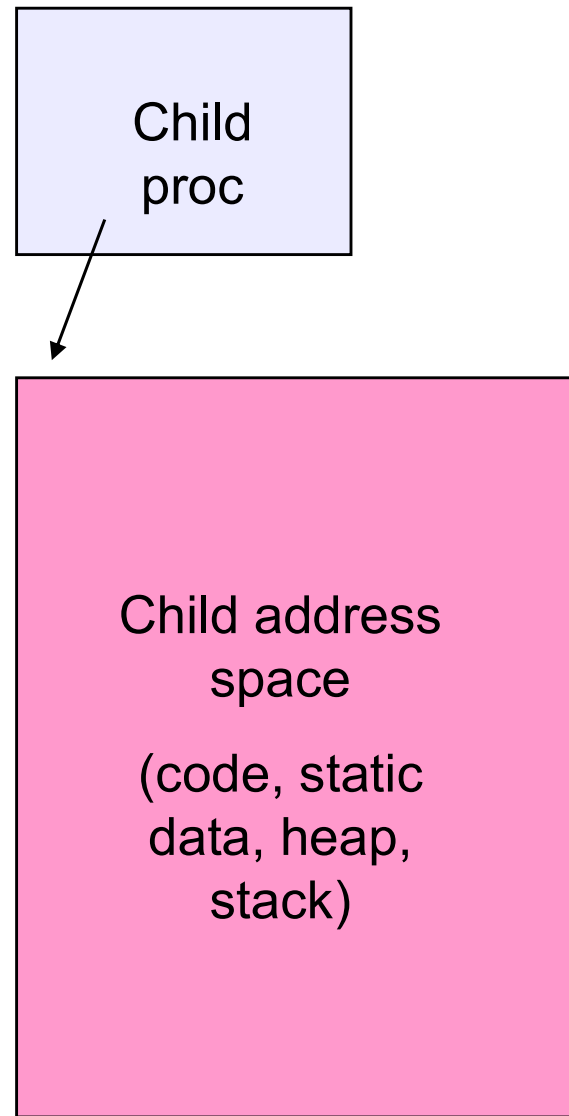 Child
proc
Child address
space
(code, static
data, heap,
stack)